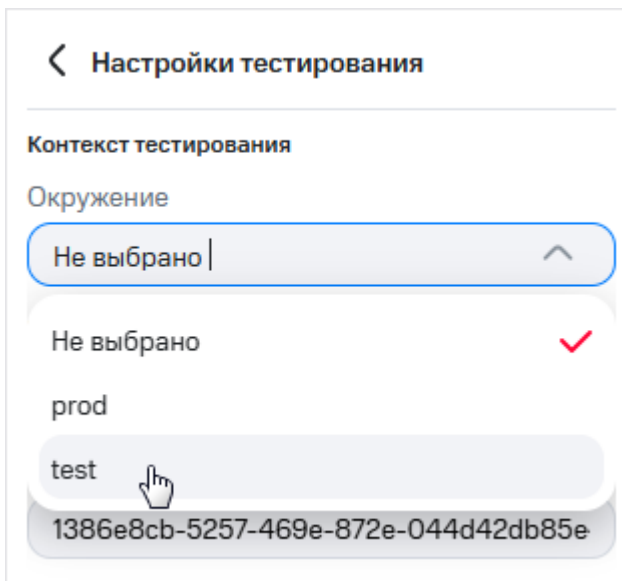 Настройки тестирования
Контекст тестирования
Окружение
Не выбрано
Не выбрано
prod
test
1386e8cb-5257-469e-872e-044d42db85e